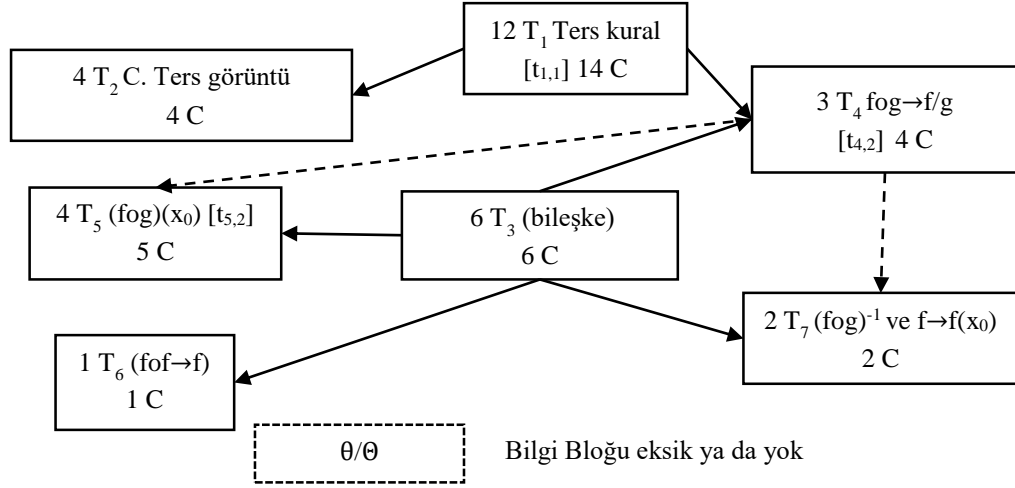 12 T₁ Ters kural
[t₁,₁] 14 C
4 T₂ C. Ters görüntü
4 C
3 T₄ fog→f/g
[t₄,₂] 4 C
4 T₅ (fog)(x₀) [t₅,₂]
5 C
6 T₃ (bileşke)
6 C
2 T₇ (fog)⁻¹ ve f→f(x₀)
2 C
1 T₆ (fof→f)
1 C
θ/Θ
Bilgi Bloğu eksik ya da yok